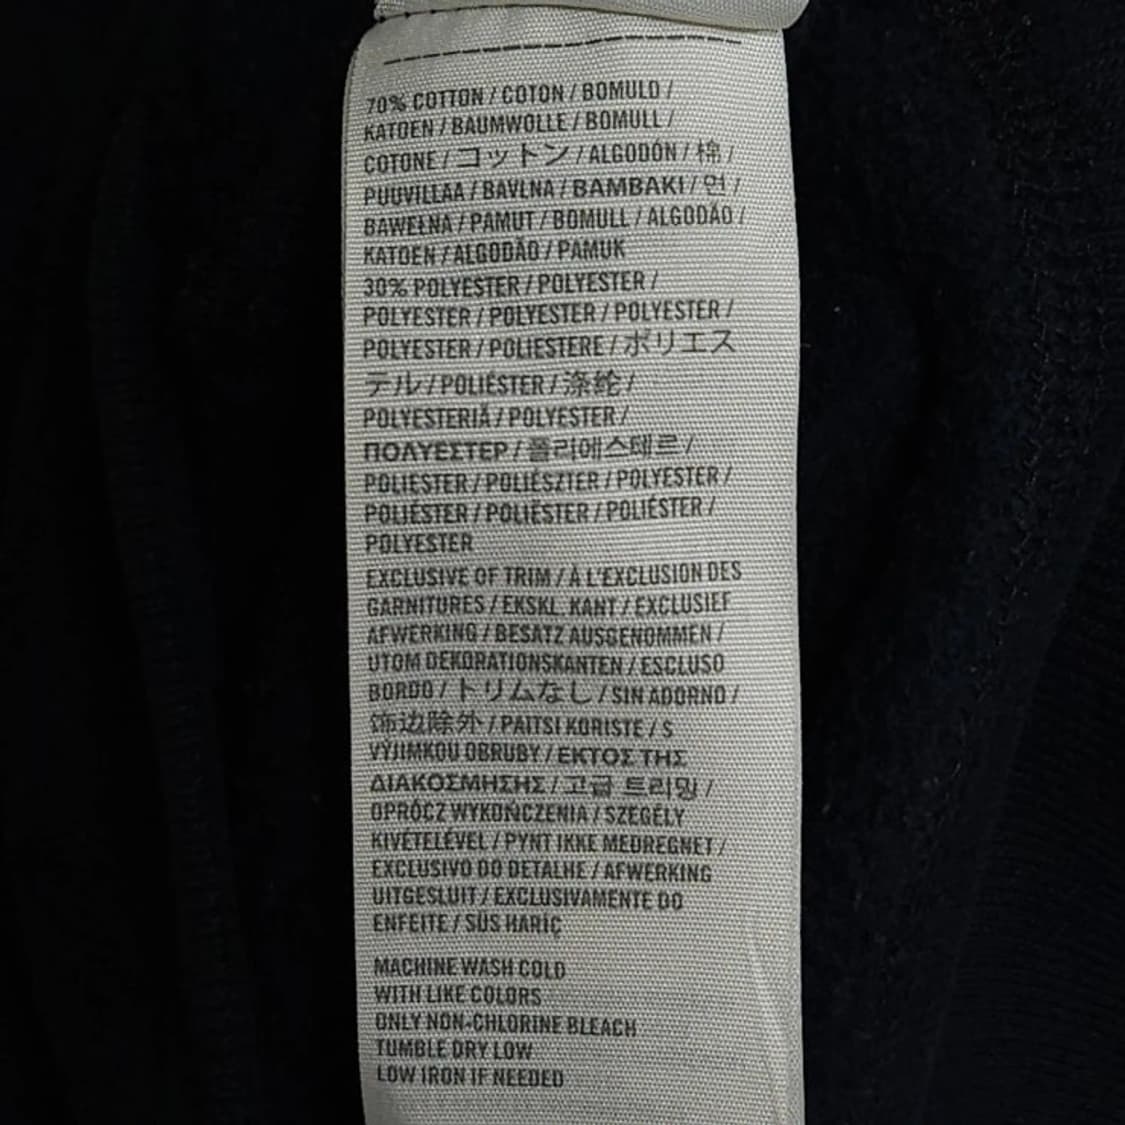 70% COTTON / COTON / BOMULD /
KATOEN / BAUMWOLLE / BOMULL /
COTONE / コットン / ALGODÓN / 棉 /
PUUVILLAA / BAVLNA / BAMBAKI / 면 /
BAWEŁNA / PAMUT / BOMULL / ALGODÃO /
KATOEN / ALGODÃO / PAMUK
30% POLYESTER / POLYESTER /
POLYESTER / POLYESTER / POLYESTER /
POLYESTER / POLIESTERE / ポリエス
テル / POLIÉSTER / 涤纶 /
POLYESTERIÄ / POLYESTER /
ΠΟΛΥΕΣΤΕΡ / 폴리에스테르 /
POLIESTER / POLIÉSZTER / POLYESTER /
POLIÉSTER / POLIËSTER / POLIÉSTER /
POLYESTER
EXCLUSIVE OF TRIM / À L'EXCLUSION DES
GARNITURES / EKSKL. KANT / EXCLUSIEF
AFWERKING / BESATZ AUSGENOMMEN /
UTOM DEKORATIONSKANTEN / ESCLUSO
BORDO / トリムなし / SIN ADORNO /
饰边除外 / PAITSI KORISTE / S
VÝJIMKOU OBRUBY / ΕΚΤΟΣ ΤΗΣ
ΔΙΑΚΟΣΜΗΣΗΣ / 고급 트리밍 /
OPRÓCZ WYKOŃCZENIA / SZEGÉLY
KIVÉTELÉVEL / PYNT IKKE MEDREGNET /
EXCLUSIVO DO DETALHE / AFWERKING
UITGESLUIT / EXCLUSIVAMENTE DO
ENFEITE / SÜS HARİÇ
MACHINE WASH COLD
WITH LIKE COLORS
ONLY NON-CHLORINE BLEACH
TUMBLE DRY LOW
LOW IRON IF NEEDED